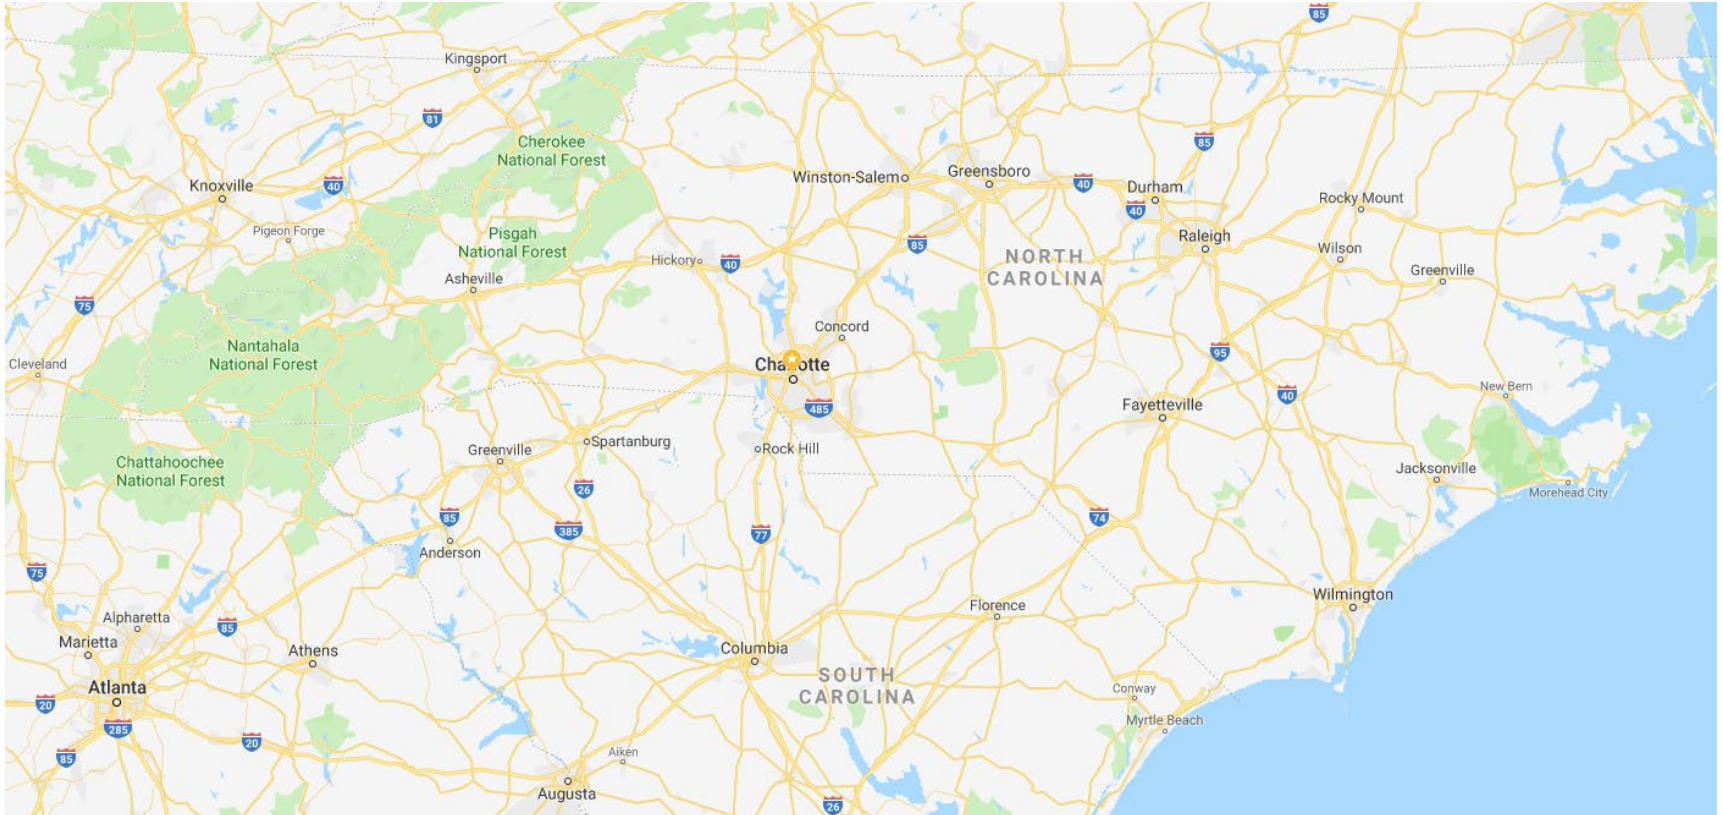 85
Kingsport
81
Cherokee
National Forest
85
Winston-Salem
Greensboro
40
Durham
Knoxville
40
40
Rocky Mount
Pigeon Forge
Pisgah
National Forest
85
Raleigh
Wilson
NORTH
CAROLINA
Hickory
40
Greenville
Asheville
75
Concord
Nantahala
National Forest
Cleveland
95
Charlotte
New Bern
40
485
Fayetteville
Spartanburg
Rock Hill
Greenville
Chattahoochee
National Forest
Jacksonville
26
Morehead City
85
74
385
77
Anderson
75
Wilmington
Florence
Alpharetta
85
Marietta
Athens
Columbia
SOUTH
CAROLINA
Atlanta
Conway
20
Myrtle Beach
285
20
85
Aiken
Augusta
26